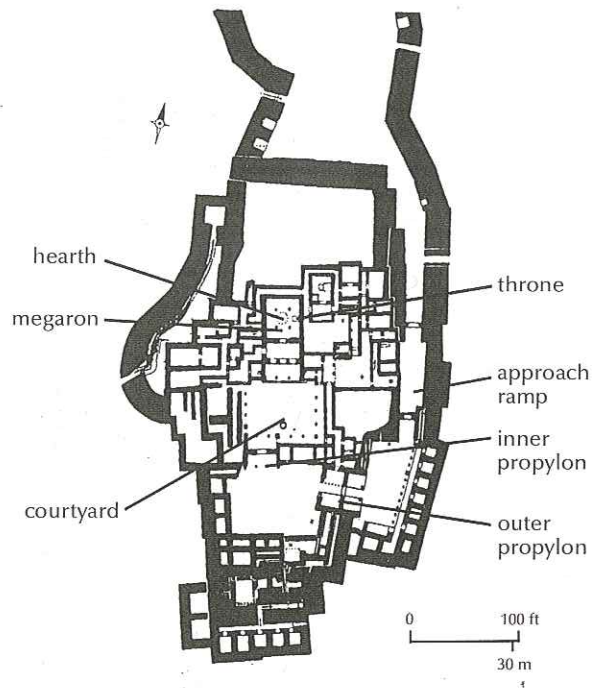 hearth
throne
megaron
approach
ramp
inner
propylon
courtyard
outer
propylon
0 100 ft
30 m